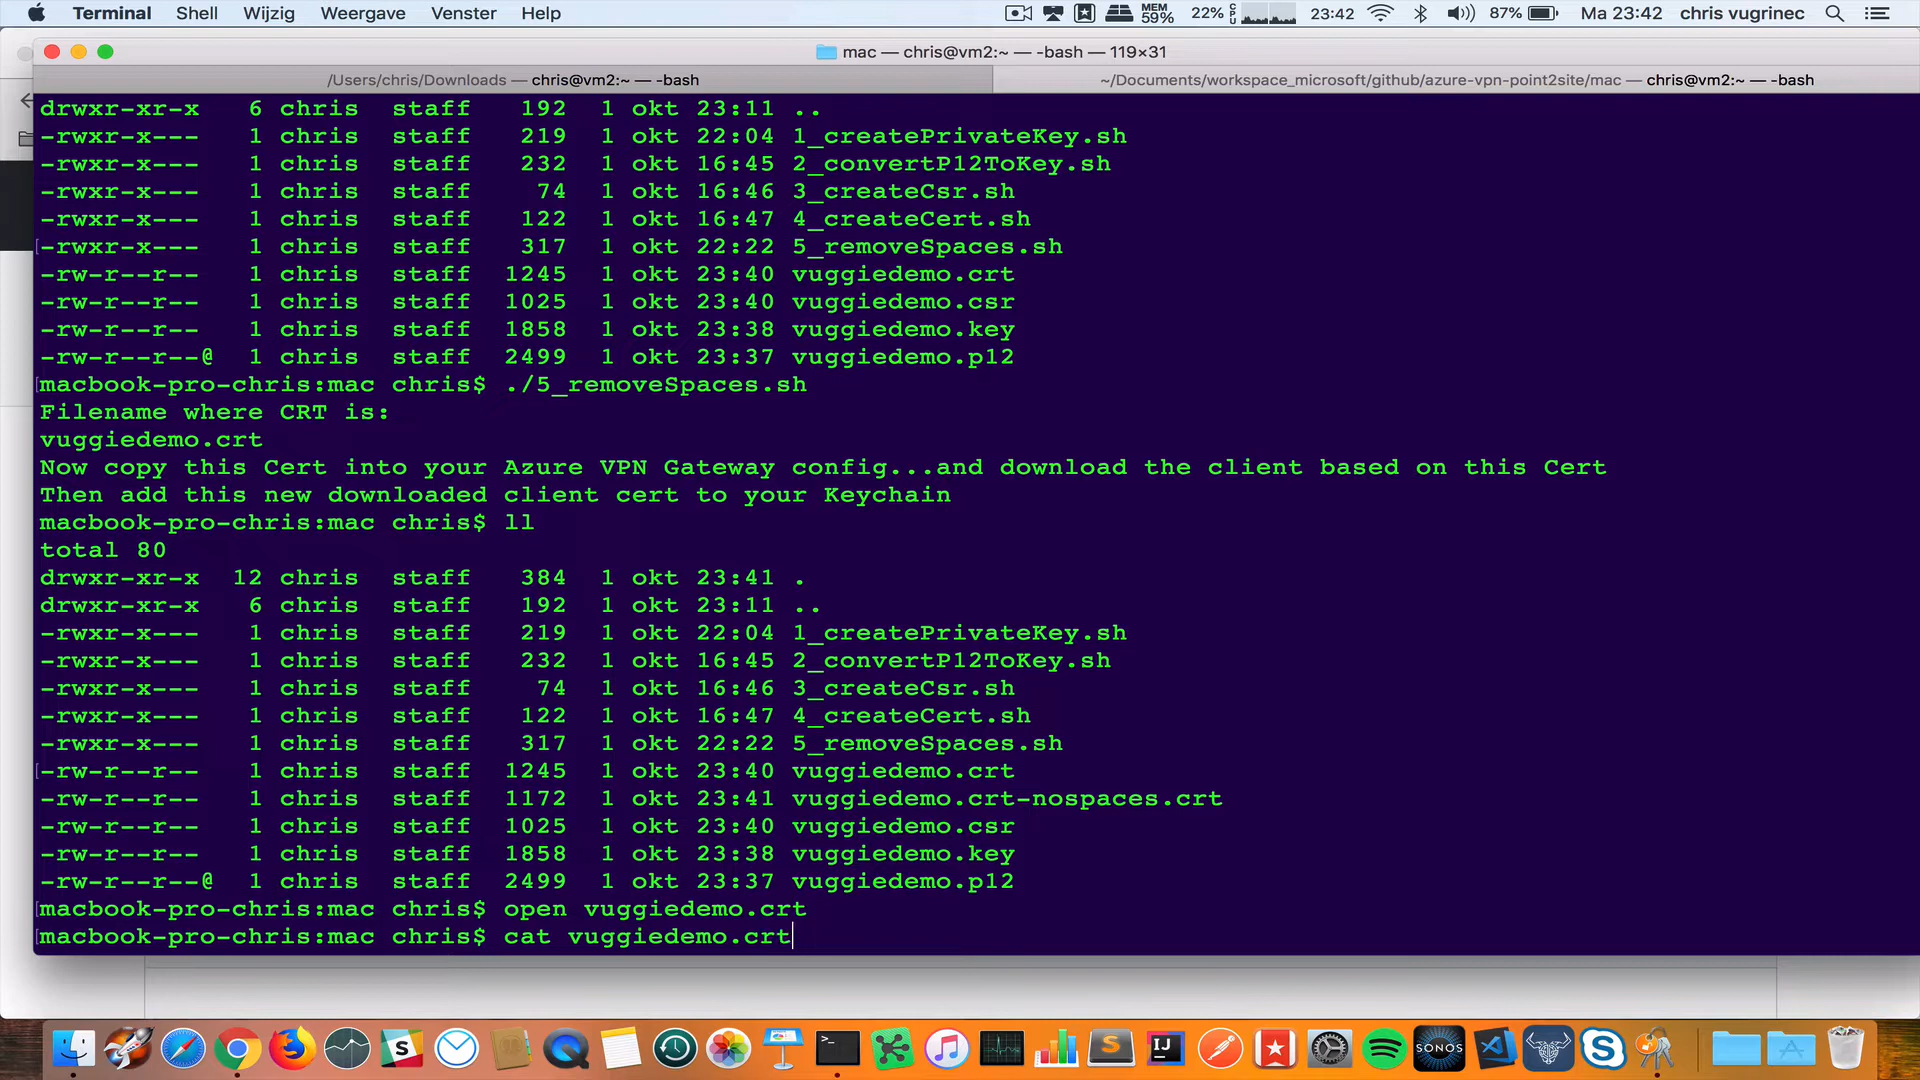 Terminal Shell Wijzig Weergave Venster Help MEM 59% 22% CPU 23:42 87% Ma 23:42 chris vugrinec
mac — chris@vm2:~ — -bash — 119×31
/Users/chris/Downloads — chris@vm2:~ — -bash ~/Documents/workspace_microsoft/github/azure-vpn-point2site/mac — chris@vm2:~ — -bash
drwxr-xr-x 6 chris staff 192 1 okt 23:11 ..
-rwxr-x--- 1 chris staff 219 1 okt 22:04 1_createPrivateKey.sh
-rwxr-x--- 1 chris staff 232 1 okt 16:45 2_convertP12ToKey.sh
-rwxr-x--- 1 chris staff 74 1 okt 16:46 3_createCsr.sh
-rwxr-x--- 1 chris staff 122 1 okt 16:47 4_createCert.sh
-rwxr-x--- 1 chris staff 317 1 okt 22:22 5_removeSpaces.sh
-rw-r--r-- 1 chris staff 1245 1 okt 23:40 vuggiedemo.crt
-rw-r--r-- 1 chris staff 1025 1 okt 23:40 vuggiedemo.csr
-rw-r--r-- 1 chris staff 1858 1 okt 23:38 vuggiedemo.key
-rw-r--r--@ 1 chris staff 2499 1 okt 23:37 vuggiedemo.p12
macbook-pro-chris:mac chris$ ./5_removeSpaces.sh
Filename where CRT is:
vuggiedemo.crt
Now copy this Cert into your Azure VPN Gateway config...and download the client based on this Cert
Then add this new downloaded client cert to your Keychain
macbook-pro-chris:mac chris$ ll
total 80
drwxr-xr-x 12 chris staff 384 1 okt 23:41 .
drwxr-xr-x 6 chris staff 192 1 okt 23:11 ..
-rwxr-x--- 1 chris staff 219 1 okt 22:04 1_createPrivateKey.sh
-rwxr-x--- 1 chris staff 232 1 okt 16:45 2_convertP12ToKey.sh
-rwxr-x--- 1 chris staff 74 1 okt 16:46 3_createCsr.sh
-rwxr-x--- 1 chris staff 122 1 okt 16:47 4_createCert.sh
-rwxr-x--- 1 chris staff 317 1 okt 22:22 5_removeSpaces.sh
-rw-r--r-- 1 chris staff 1245 1 okt 23:40 vuggiedemo.crt
-rw-r--r-- 1 chris staff 1172 1 okt 23:41 vuggiedemo.crt-nospaces.crt
-rw-r--r-- 1 chris staff 1025 1 okt 23:40 vuggiedemo.csr
-rw-r--r-- 1 chris staff 1858 1 okt 23:38 vuggiedemo.key
-rw-r--r--@ 1 chris staff 2499 1 okt 23:37 vuggiedemo.p12
macbook-pro-chris:mac chris$ open vuggiedemo.crt
macbook-pro-chris:mac chris$ cat vuggiedemo.crt
S >_ S IJ SONOS S